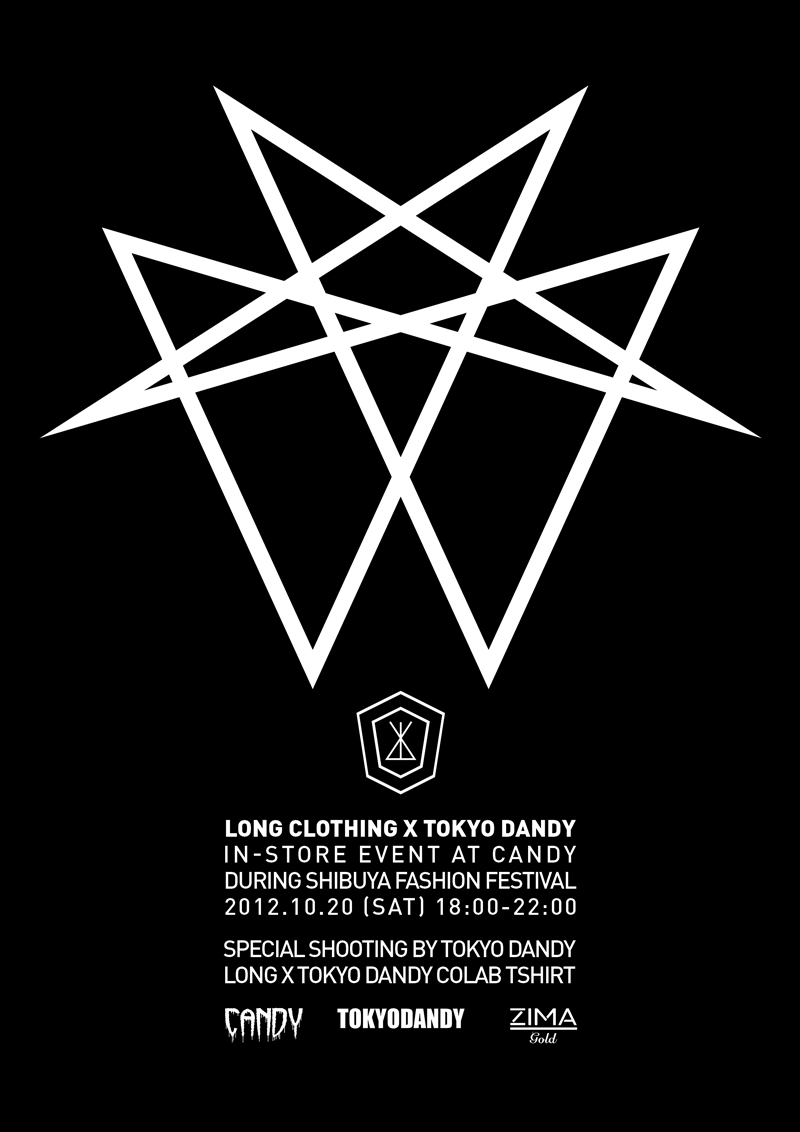 LONG CLOTHING X TOKYO DANDY
IN-STORE EVENT AT CANDY
DURING SHIBUYA FASHION FESTIVAL
2012.10.20 (SAT) 18:00-22:00
SPECIAL SHOOTING BY TOKYO DANDY
LONG X TOKYO DANDY COLAB TSHIRT
CANDY TOKYODANDY ZIMA
Gold